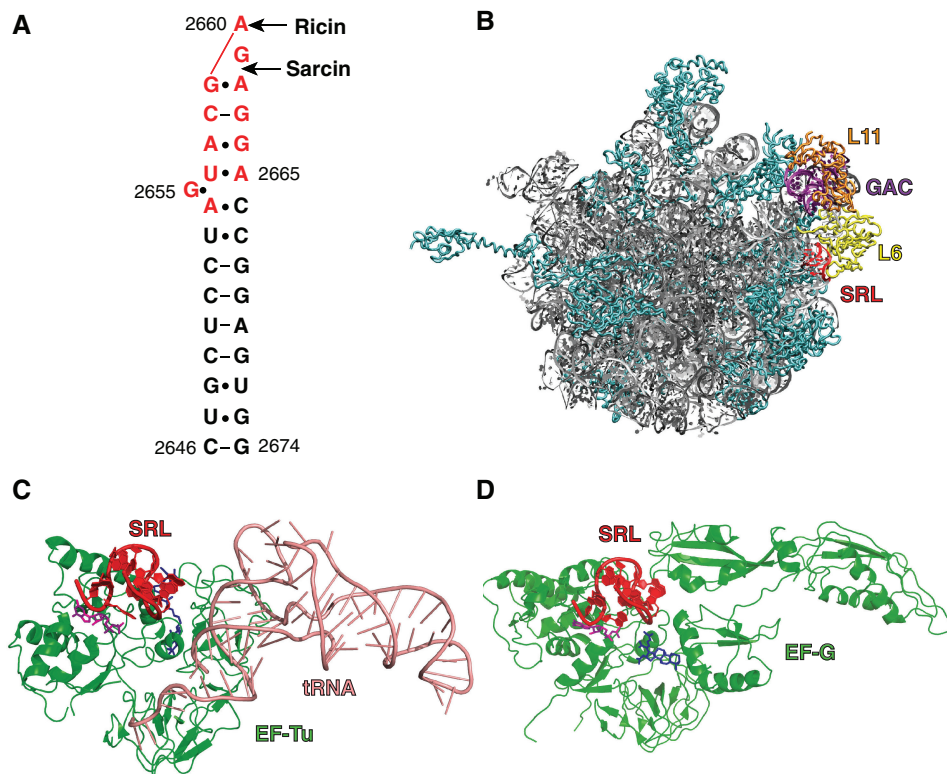 A
2660 A Ricin
G
Sarcin
G • A
C – G
A • G
U • A 2665
2655 G •
A • C
U • C
C – G
C – G
U – A
C – G
G • U
U • G
2646 C – G 2674
B
L11
GAC
L6
SRL
C
SRL
tRNA
EF-Tu
D
SRL
EF-G